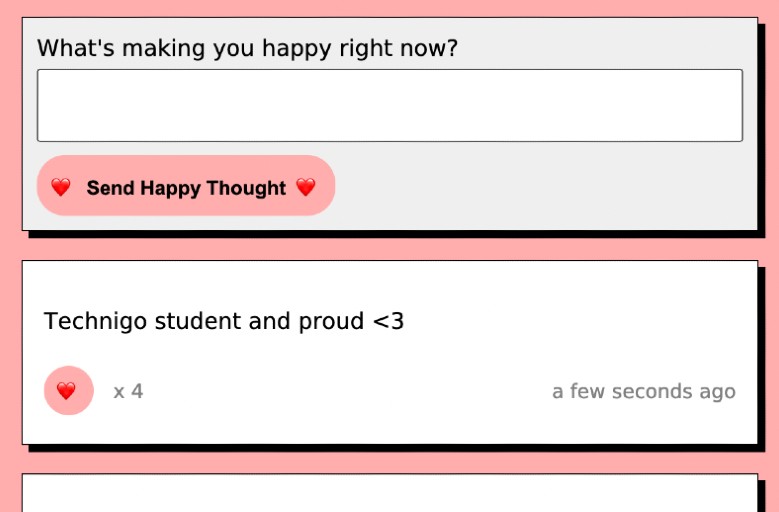 What's making you happy right now?
❤️ Send Happy Thought ❤️
Technigo student and proud <3
❤️ x 4 a few seconds ago